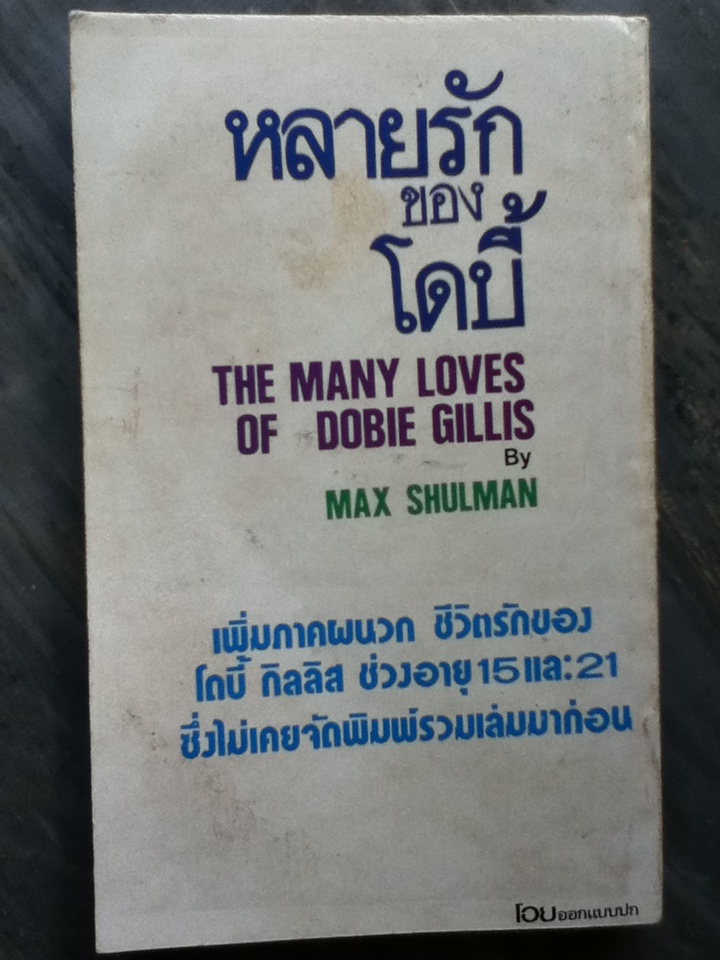 หลายรัก
ของ
โดบี้
THE MANY LOVES
OF DOBIE GILLIS
By
MAX SHULMAN
เพิ่มภาคผนวก ชีวิตรักของ
โดบี้ กิลลิส ช่วงอายุ 15 และ 21
ซึ่งไม่เคยจัดพิมพ์รวมเล่มมาก่อน
โอบออกแบบปก